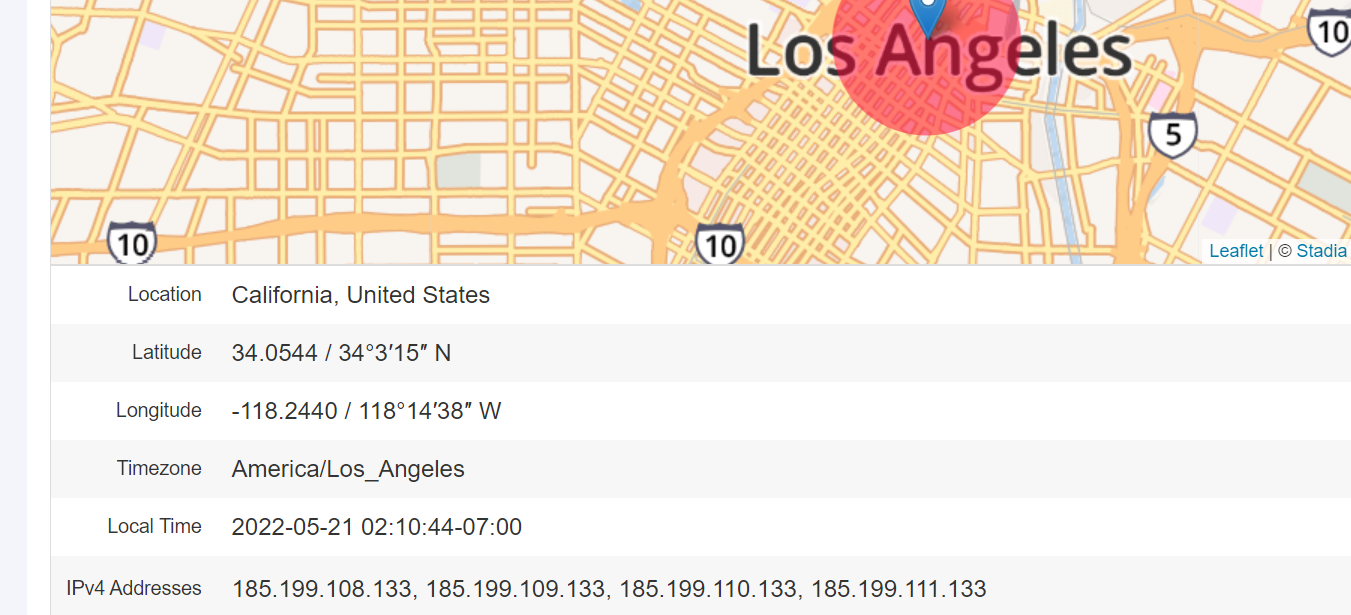 10
Los Angeles
5
10
10
Leaflet | © Stadia
Location California, United States
Latitude 34.0544 / 34°3′15″ N
Longitude -118.2440 / 118°14′38″ W
Timezone America/Los_Angeles
Local Time 2022-05-21 02:10:44-07:00
IPv4 Addresses 185.199.108.133, 185.199.109.133, 185.199.110.133, 185.199.111.133